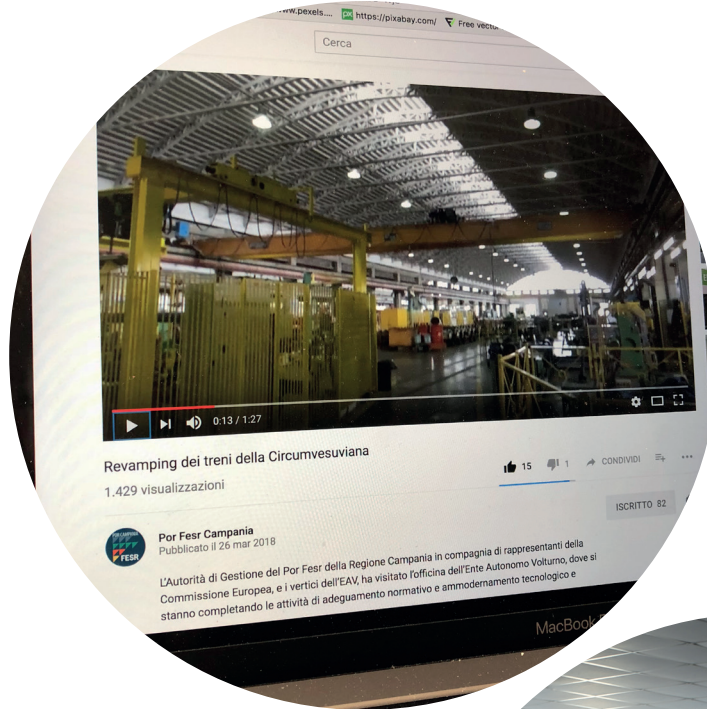 https://pixabay.com/ Free
Cerca
0:13 / 1:27
Revamping dei treni della Circumvesuviana
1.429 visualizzazioni
15 1 CONDIVIDI
ISCRITTO 82
POR CAMPANIA
FESR
Por Fesr Campania
Pubblicato il 26 mar 2018
L'Autorità di Gestione del Por Fesr della Regione Campania in compagnia di rappresentanti della
Commissione Europea, e i vertici dell'EAV, ha visitato l'officina dell'Ente Autonomo Volturno, dove si
stanno completando le attività di adeguamento normativo e ammodernamento tecnologico e
MacBook